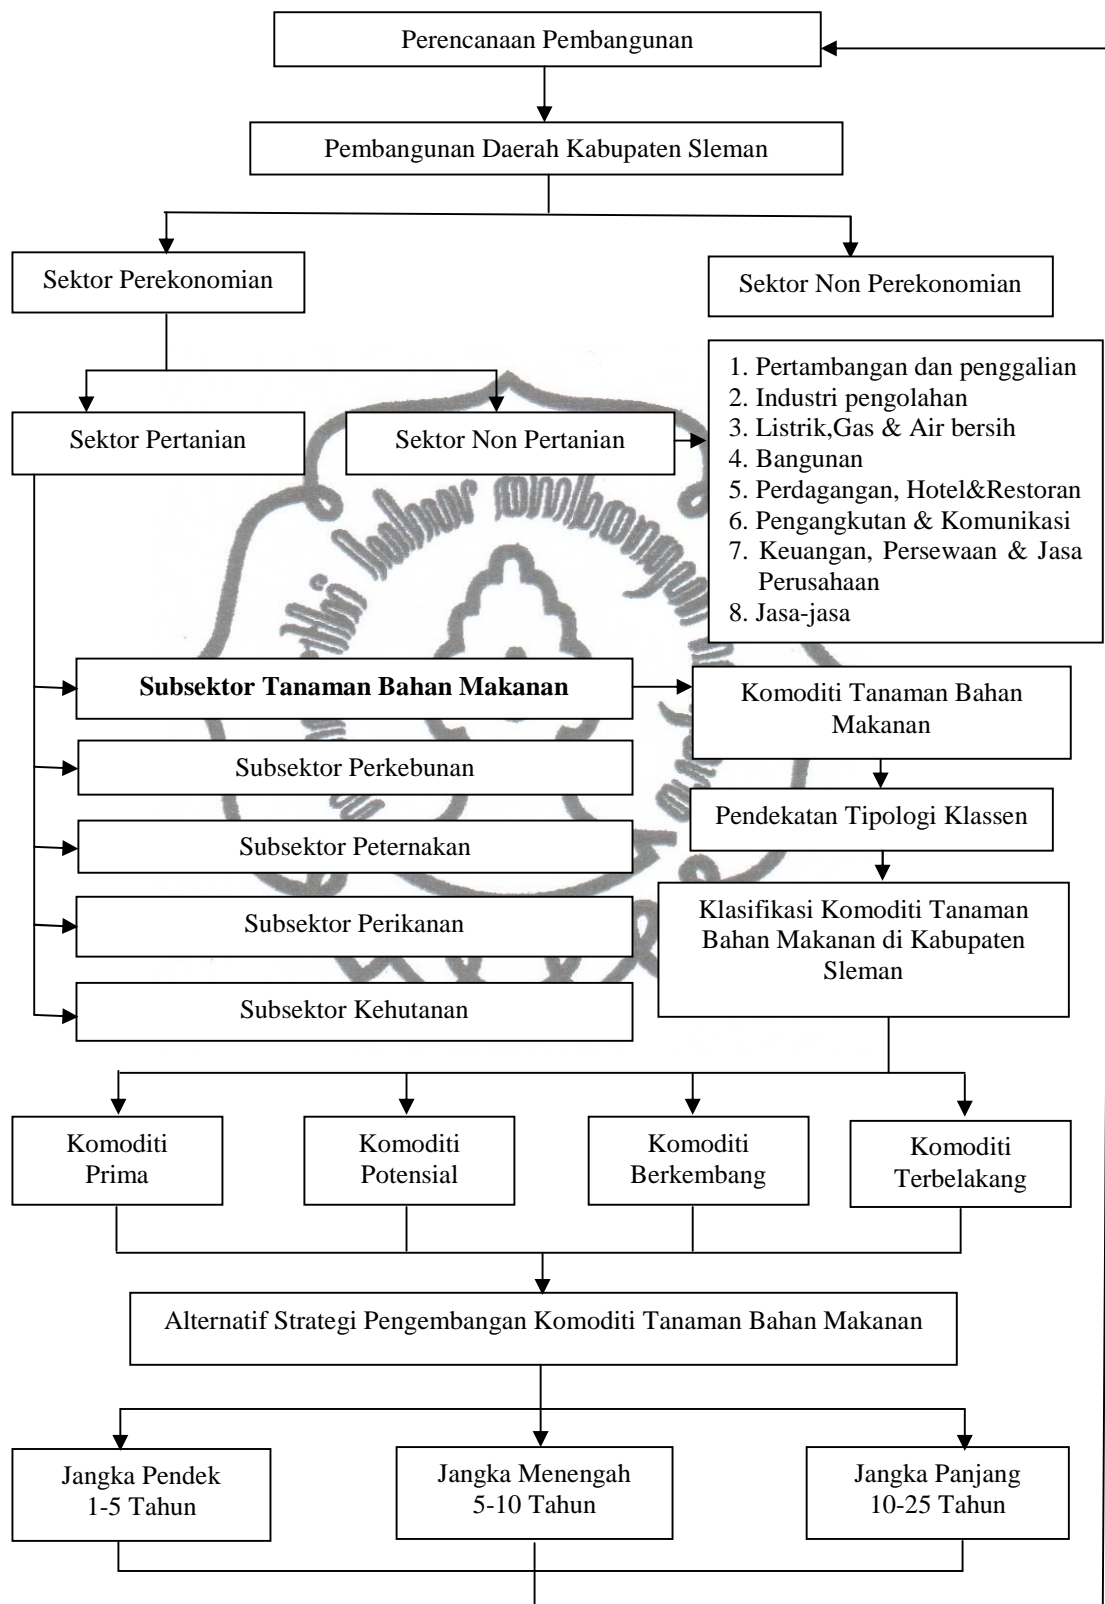 Perencanaan Pembangunan
Pembangunan Daerah Kabupaten Sleman
Sektor Perekonomian
Sektor Non Perekonomian
Sektor Pertanian
Sektor Non Pertanian
1. Pertambangan dan penggalian
2. Industri pengolahan
3. Listrik,Gas & Air bersih
4. Bangunan
5. Perdagangan, Hotel&Restoran
6. Pengangkutan & Komunikasi
7. Keuangan, Persewaan & Jasa
Perusahaan
8. Jasa-jasa
Subsektor Tanaman Bahan Makanan
Komoditi Tanaman Bahan
Makanan
Subsektor Perkebunan
Pendekatan Tipologi Klassen
Subsektor Peternakan
Klasifikasi Komoditi Tanaman
Bahan Makanan di Kabupaten
Sleman
Subsektor Perikanan
Subsektor Kehutanan
Komoditi
Prima
Komoditi
Potensial
Komoditi
Berkembang
Komoditi
Terbelakang
Alternatif Strategi Pengembangan Komoditi Tanaman Bahan Makanan
Jangka Pendek
1-5 Tahun
Jangka Menengah
5-10 Tahun
Jangka Panjang
10-25 Tahun